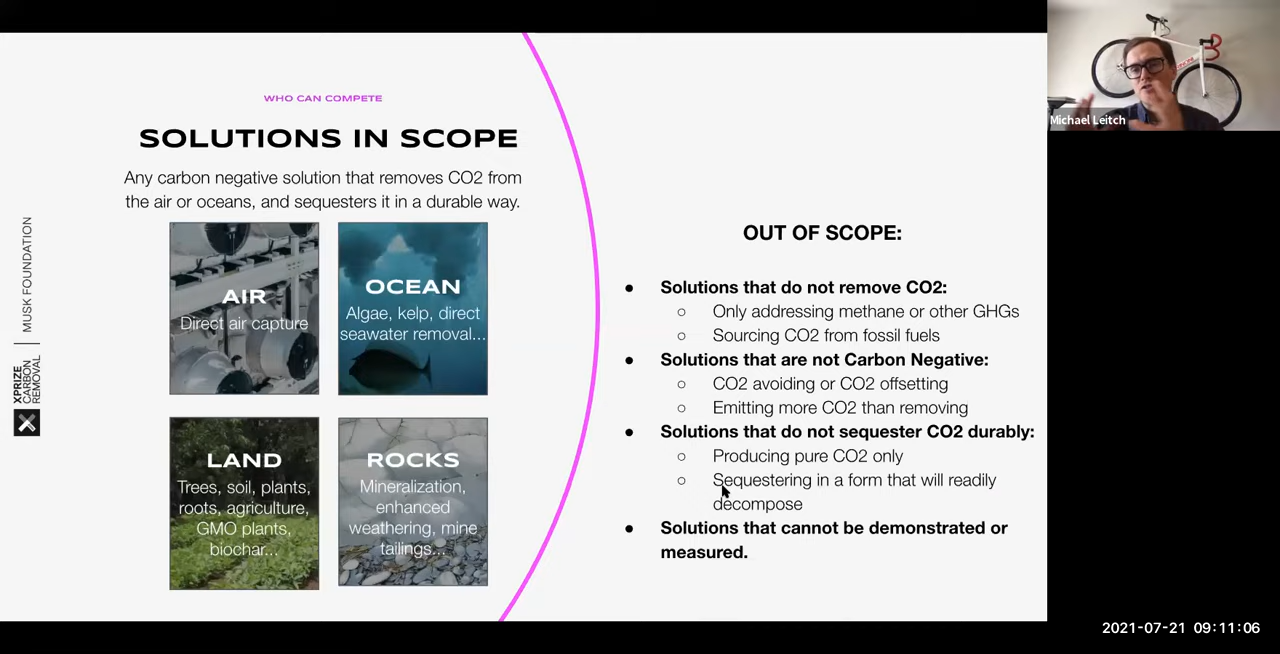 WHO CAN COMPETE
SOLUTIONS IN SCOPE
Any carbon negative solution that removes CO2 from
the air or oceans, and sequesters it in a durable way.
AIR
Direct air capture
OCEAN
Algae, kelp, direct
seawater removal...
LAND
Trees, soil, plants,
roots, agriculture,
GMO plants,
biochar...
ROCKS
Mineralization,
enhanced
weathering, mine
tailings...
XPRIZE
CARBON
REMOVAL
MUSK FOUNDATION
OUT OF SCOPE:
● Solutions that do not remove CO2:
○ Only addressing methane or other GHGs
○ Sourcing CO2 from fossil fuels
● Solutions that are not Carbon Negative:
○ CO2 avoiding or CO2 offsetting
○ Emitting more CO2 than removing
● Solutions that do not sequester CO2 durably:
○ Producing pure CO2 only
○ Sequestering in a form that will readily
decompose
● Solutions that cannot be demonstrated or
measured.
Michael Leitch
2021-07-21 09:11:06